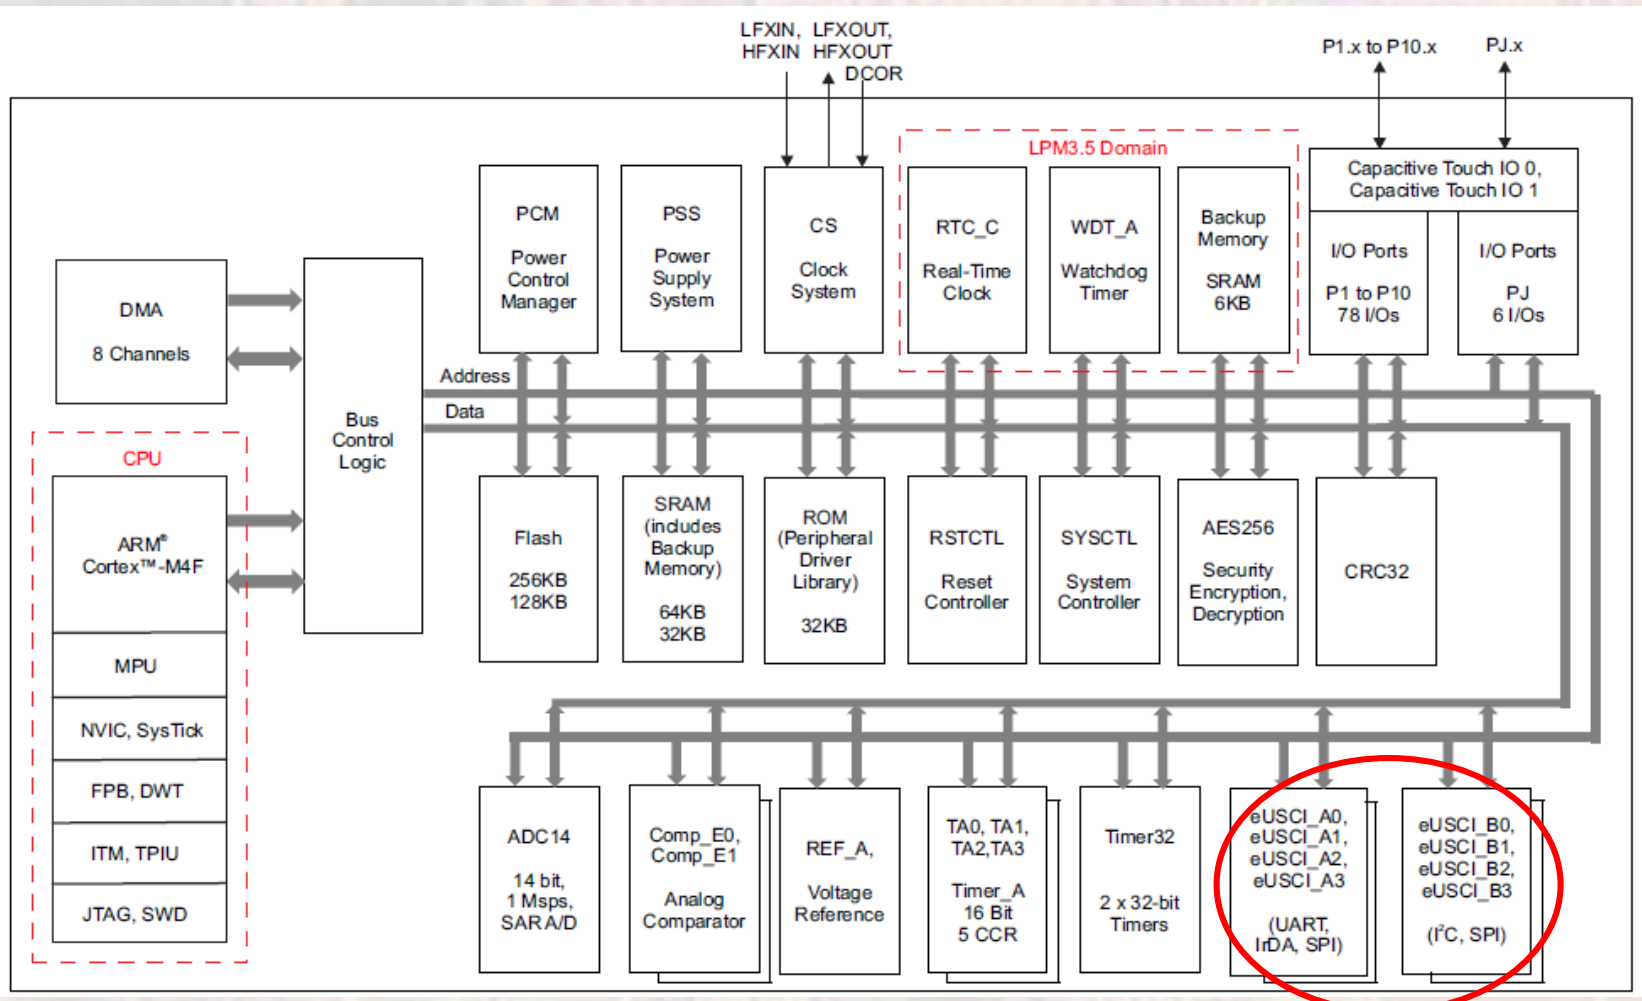 LFXIN, LFXOUT,
HFXIN HFXOUT
DCOR
P1.x to P10.x
PJ.x
LPM3.5 Domain
PCM
Power
Control
Manager
PSS
Power
Supply
System
CS
Clock
System
RTC_C
Real-Time
Clock
WDT_A
Watchdog
Timer
Backup
Memory
SRAM
6KB
Capacitive Touch IO 0,
Capacitive Touch IO 1
I/O Ports
P1 to P10
78 I/Os
I/O Ports
PJ
6 I/Os
DMA
8 Channels
Bus
Control
Logic
Address
Data
CPU
ARM®
Cortex™-M4F
MPU
NVIC, SysTick
FPB, DWT
ITM, TPIU
JTAG, SWD
Flash
256KB
128KB
SRAM
(includes
Backup
Memory)
64KB
32KB
ROM
(Peripheral
Driver
Library)
32KB
RSTCTL
Reset
Controller
SYSCTL
System
Controller
AES256
Security
Encryption,
Decryption
CRC32
ADC14
14 bit,
1 Msps,
SAR A/D
Comp_E0,
Comp_E1
Analog
Comparator
REF_A,
Voltage
Reference
TA0, TA1,
TA2,TA3
Timer_A
16 Bit
5 CCR
Timer32
2 x 32-bit
Timers
eUSCI_A0,
eUSCI_A1,
eUSCI_A2,
eUSCI_A3
(UART,
IrDA, SPI)
eUSCI_B0,
eUSCI_B1,
eUSCI_B2,
eUSCI_B3
(I²C, SPI)